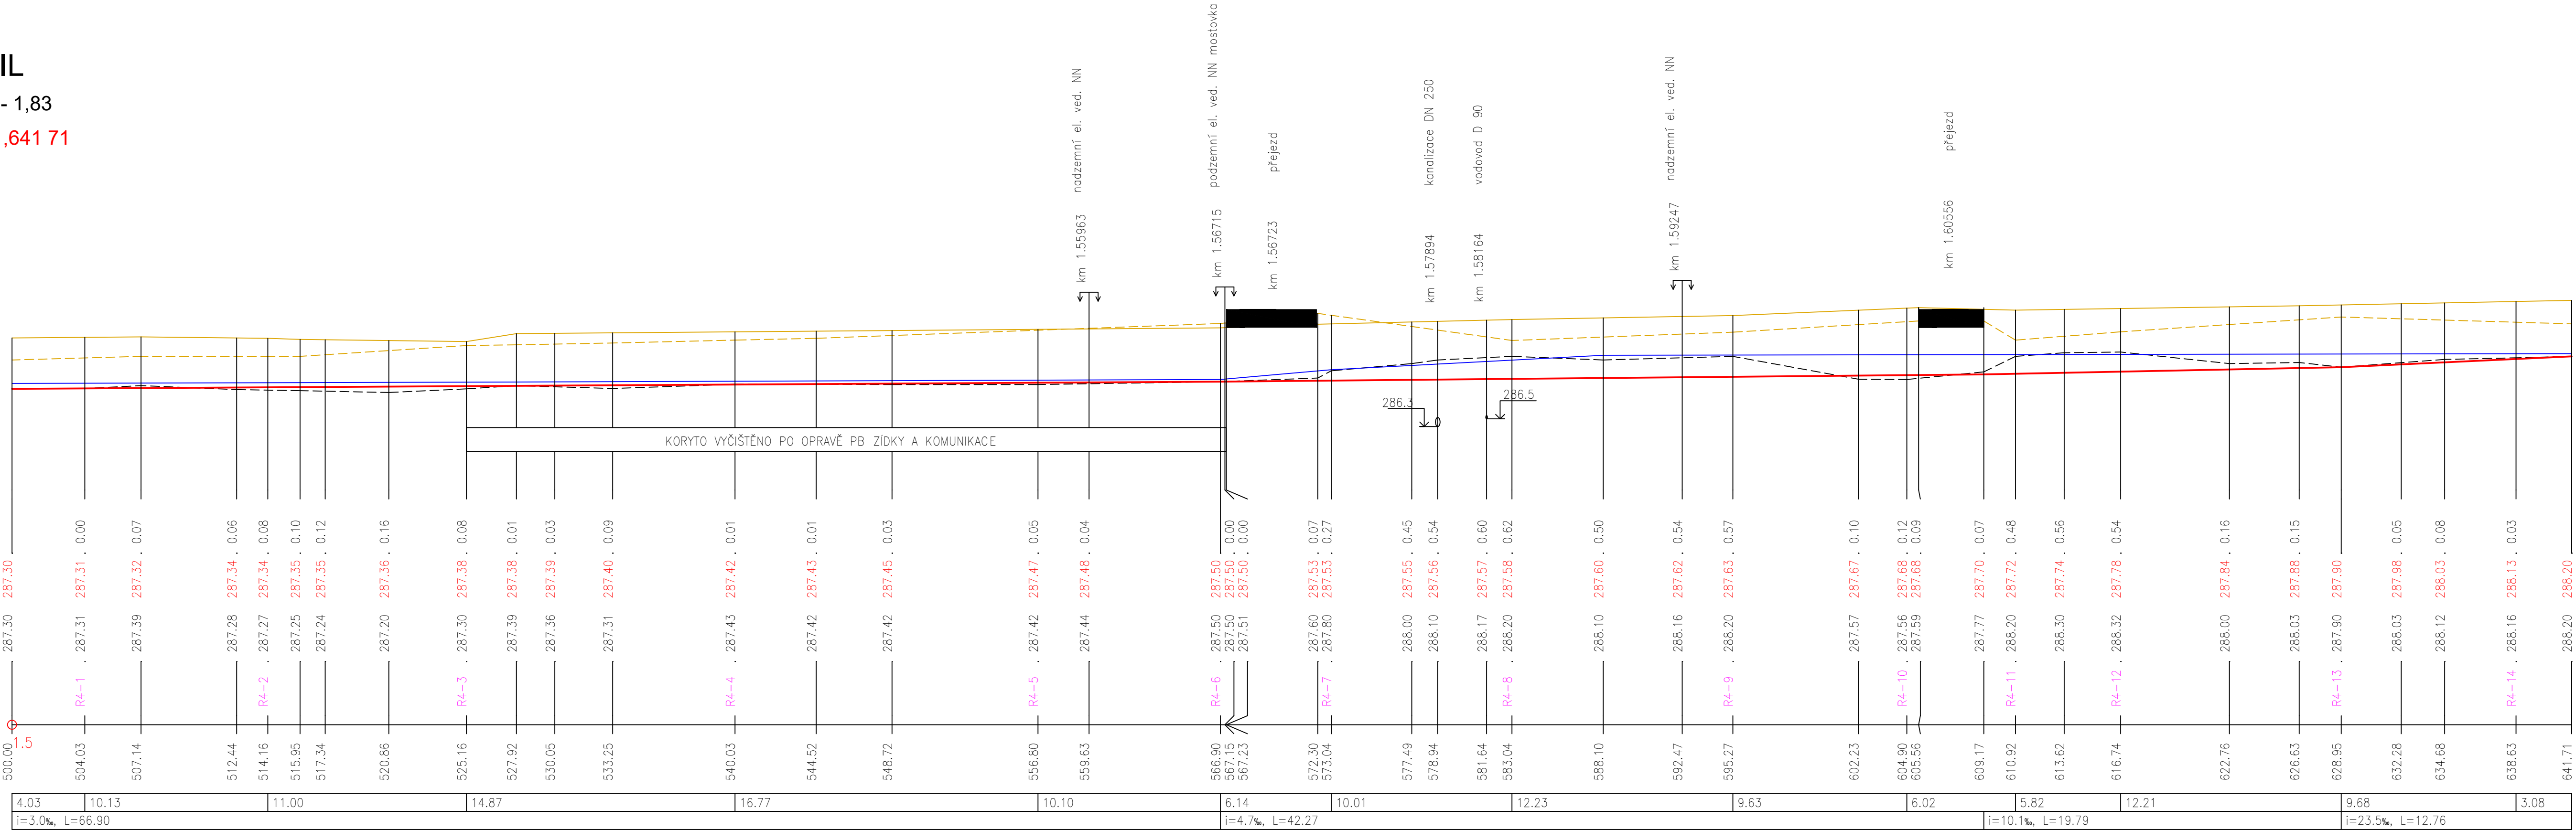 IL
- 1,83
,641 71
km 1.55963 nadzemní el. ved. NN
km 1.56715 podzemní el. ved. NN mostovka
km 1.56723 přejezd
km 1.57894 kanalizace DN 250
km 1.58164 vodovod D 90
km 1.59247 nadzemní el. ved. NN
km 1.60556 přejezd
286.3
286.5
KORYTO VYČIŠTĚNO PO OPRAVĚ PB ZÍDKY A KOMUNIKACE
0.00 0.07 0.06 0.08 0.10 0.12 0.16 0.08 0.01 0.03 0.09 0.01 0.01 0.03 0.05 0.04 0.00 0.00 0.07 0.27 0.45 0.54 0.60 0.62 0.50 0.54 0.57 0.10 0.12 0.09 0.07 0.48 0.56 0.54 0.16 0.15 0.05 0.08 0.03
287.30 287.31 287.32 287.34 287.34 287.35 287.35 287.36 287.38 287.38 287.39 287.40 287.42 287.43 287.45 287.47 287.48 287.50 287.50 287.50 287.53 287.53 287.55 287.56 287.57 287.58 287.60 287.62 287.63 287.67 287.68 287.68 287.70 287.72 287.74 287.78 287.84 287.88 287.90 287.98 288.03 288.13 288.20
287.30 287.31 287.39 287.28 287.27 287.25 287.24 287.20 287.30 287.39 287.36 287.31 287.43 287.42 287.42 287.42 287.44 287.50 287.50 287.51 287.60 287.80 288.00 288.10 288.17 288.20 288.10 288.16 288.20 287.57 287.56 287.59 287.77 288.20 288.30 288.32 288.00 288.03 287.90 288.03 288.12 288.16 288.20
R4-1 R4-2 R4-3 R4-4 R4-5 R4-6 R4-7 R4-8 R4-9 R4-10 R4-11 R4-12 R4-13 R4-14
1.5
500.00 504.03 507.14 512.44 514.16 515.95 517.34 520.86 525.16 527.92 530.05 533.25 540.03 544.52 548.72 556.80 559.63 566.90 567.15 567.23 572.30 573.04 577.49 578.94 581.64 583.04 588.10 592.47 595.27 602.23 604.90 605.56 609.17 610.92 613.62 616.74 622.76 626.63 628.95 632.28 634.68 638.63 641.71
4.03 10.13 11.00 14.87 16.77 10.10 6.14 10.01 12.23 9.63 6.02 5.82 12.21 9.68 3.08
i=3.0‰, L=66.90 i=4.7‰, L=42.27 i=10.1‰, L=19.79 i=23.5‰, L=12.76